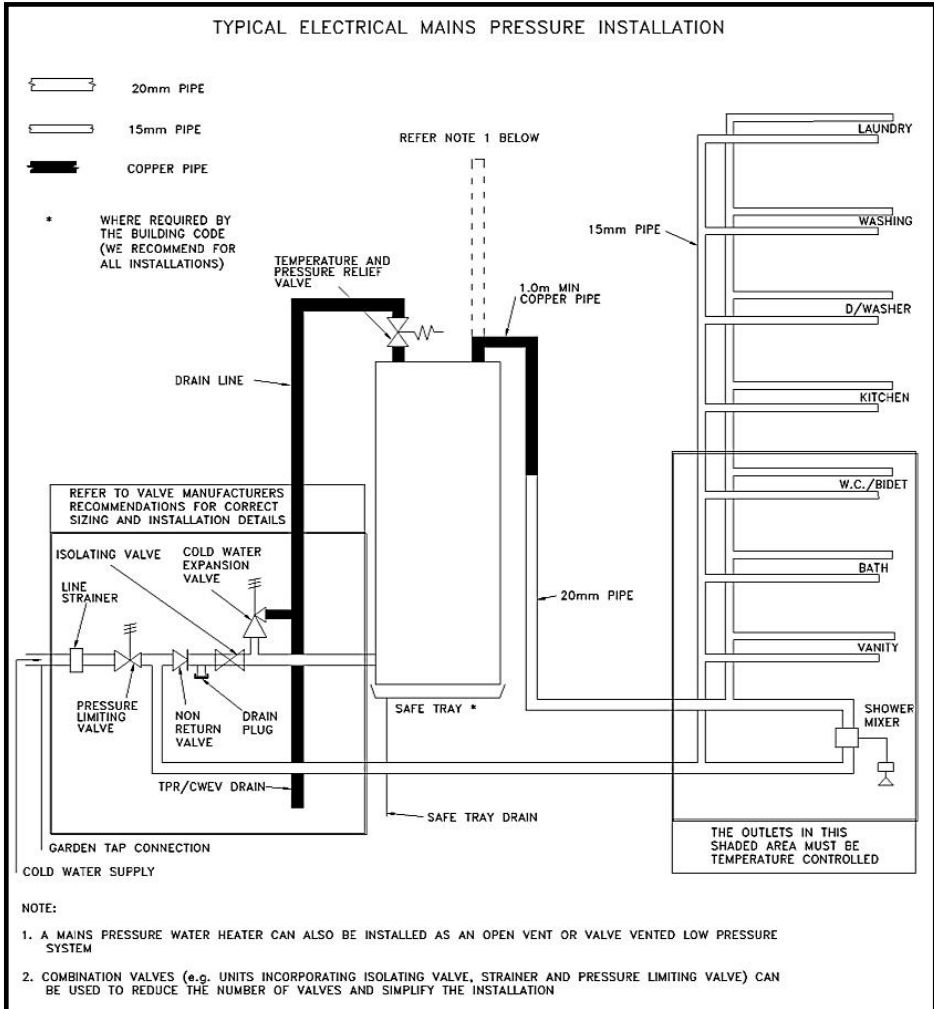 TYPICAL ELECTRICAL MAINS PRESSURE INSTALLATION
20mm PIPE
15mm PIPE
COPPER PIPE
*
WHERE REQUIRED BY
THE BUILDING CODE
(WE RECOMMEND FOR
ALL INSTALLATIONS)
REFER NOTE 1 BELOW
TEMPERATURE AND
PRESSURE RELIEF
VALVE
1.0m MIN
COPPER PIPE
15mm PIPE
LAUNDRY
WASHING
D/WASHER
KITCHEN
W.C./BIDET
BATH
VANITY
SHOWER
MIXER
DRAIN LINE
REFER TO VALVE MANUFACTURERS
RECOMMENDATIONS FOR CORRECT
SIZING AND INSTALLATION DETAILS
ISOLATING VALVE
COLD WATER
EXPANSION
VALVE
LINE
STRAINER
PRESSURE
LIMITING
VALVE
NON
RETURN
VALVE
DRAIN
PLUG
20mm PIPE
SAFE TRAY *
TPR/CWEV DRAIN
SAFE TRAY DRAIN
GARDEN TAP CONNECTION
COLD WATER SUPPLY
THE OUTLETS IN THIS
SHADED AREA MUST BE
TEMPERATURE CONTROLLED
NOTE:
1. A MAINS PRESSURE WATER HEATER CAN ALSO BE INSTALLED AS AN OPEN VENT OR VALVE VENTED LOW PRESSURE
SYSTEM
2. COMBINATION VALVES (e.g. UNITS INCORPORATING ISOLATING VALVE, STRAINER AND PRESSURE LIMITING VALVE) CAN
BE USED TO REDUCE THE NUMBER OF VALVES AND SIMPLIFY THE INSTALLATION